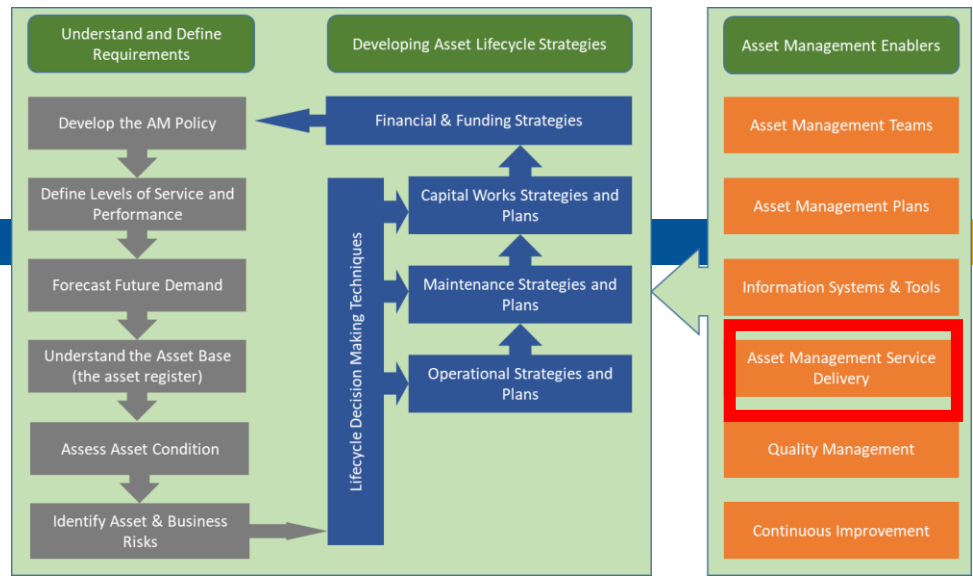 Understand and Define
Requirements
Develop the AM Policy
Define Levels of Service and
Performance
Forecast Future Demand
Understand the Asset Base
(the asset register)
Assess Asset Condition
Identify Asset & Business
Risks
Developing Asset Lifecycle Strategies
Financial & Funding Strategies
Lifecycle Decision Making Techniques
Capital Works Strategies and
Plans
Maintenance Strategies and
Plans
Operational Strategies and
Plans
Asset Management Enablers
Asset Management Teams
Asset Management Plans
Information Systems & Tools
Asset Management Service
Delivery
Quality Management
Continuous Improvement